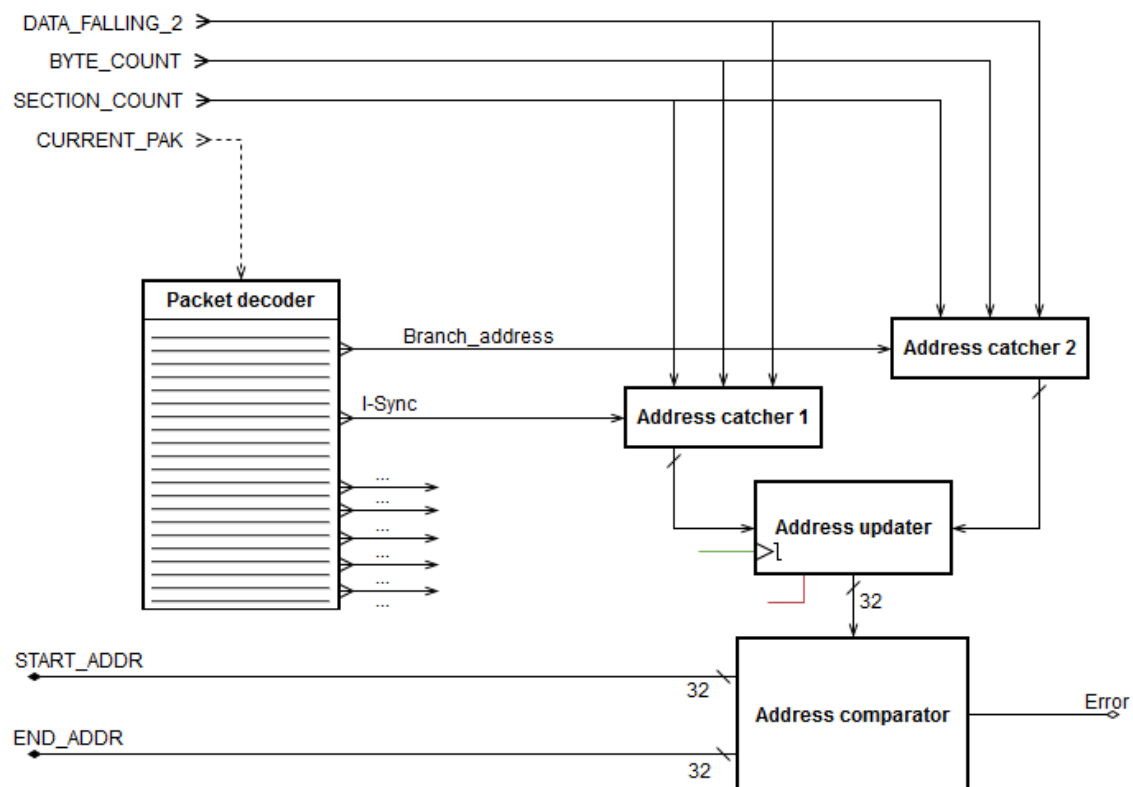 DATA_FALLING_2
BYTE_COUNT
SECTION_COUNT
CURRENT_PAK
Packet decoder
Branch_address
Address catcher 2
I-Sync
Address catcher 1
...
...
Address updater
...
...
...
32
START_ADDR
32
Address comparator
Error
END_ADDR
32